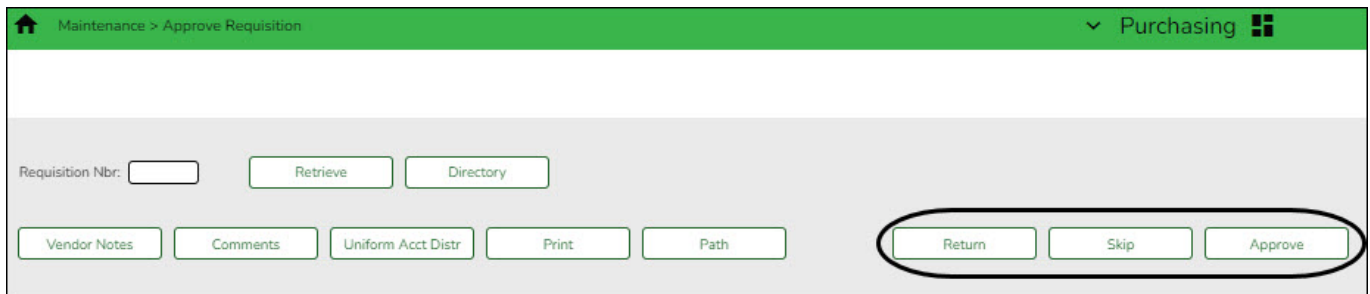 Maintenance > Approve Requisition Purchasing
Requisition Nbr: Retrieve Directory
Vendor Notes Comments Uniform Acct Distr Print Path Return Skip Approve